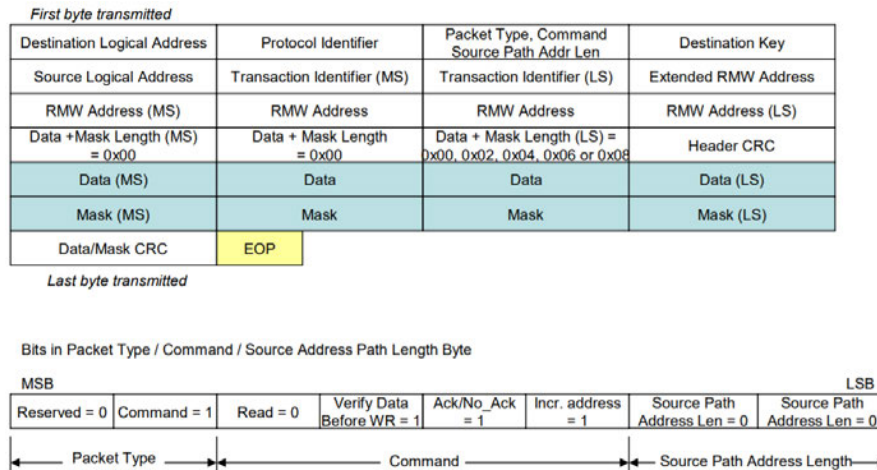 First byte transmitted
Destination Logical Address Protocol Identifier Packet Type, Command Source Path Addr Len Destination Key
Source Logical Address Transaction Identifier (MS) Transaction Identifier (LS) Extended RMW Address
RMW Address (MS) RMW Address RMW Address RMW Address (LS)
Data +Mask Length (MS) = 0x00 Data + Mask Length = 0x00 Data + Mask Length (LS) = 0x00, 0x02, 0x04, 0x06 or 0x08 Header CRC
Data (MS) Data Data Data (LS)
Mask (MS) Mask Mask Mask (LS)
Data/Mask CRC EOP
Last byte transmitted
Bits in Packet Type / Command / Source Address Path Length Byte
MSB LSB
Reserved = 0 Command = 1 Read = 0 Verify Data Before WR = 1 Ack/No_Ack = 1 Incr. address = 1 Source Path Address Len = 0 Source Path Address Len = 0
Packet Type Command Source Path Address Length